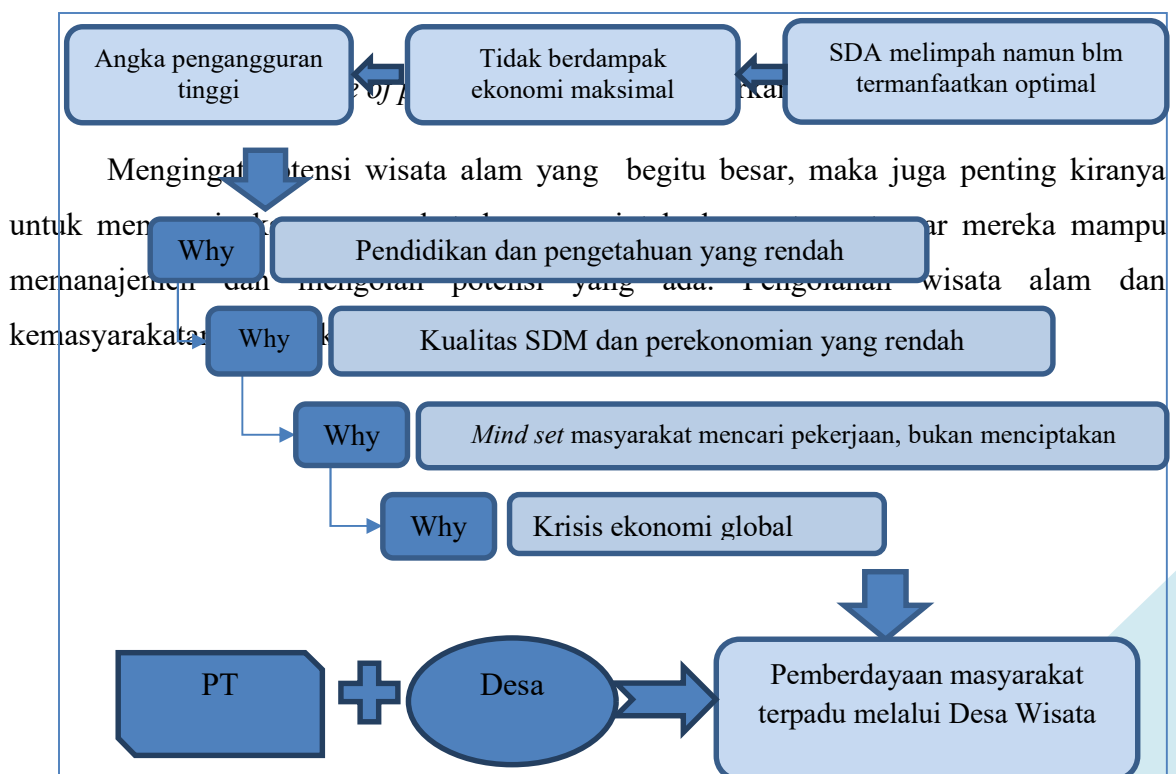 Angka pengangguran
tinggi
Tidak berdampak
ekonomi maksimal
SDA melimpah namun blm
termanfaatkan optimal
of
Mengingat potensi wisata alam yang begitu besar, maka juga penting kiranya
untuk mereka mampu
Why
Pendidikan dan pengetahuan yang rendah
memanajemen dan mengolah potensi yang ada. Pengolahan wisata alam dan
Why
Kualitas SDM dan perekonomian yang rendah
kemasyarakatan
Why
Mind set masyarakat mencari pekerjaan, bukan menciptakan
Why
Krisis ekonomi global
PT
Desa
Pemberdayaan masyarakat
terpadu melalui Desa Wisata